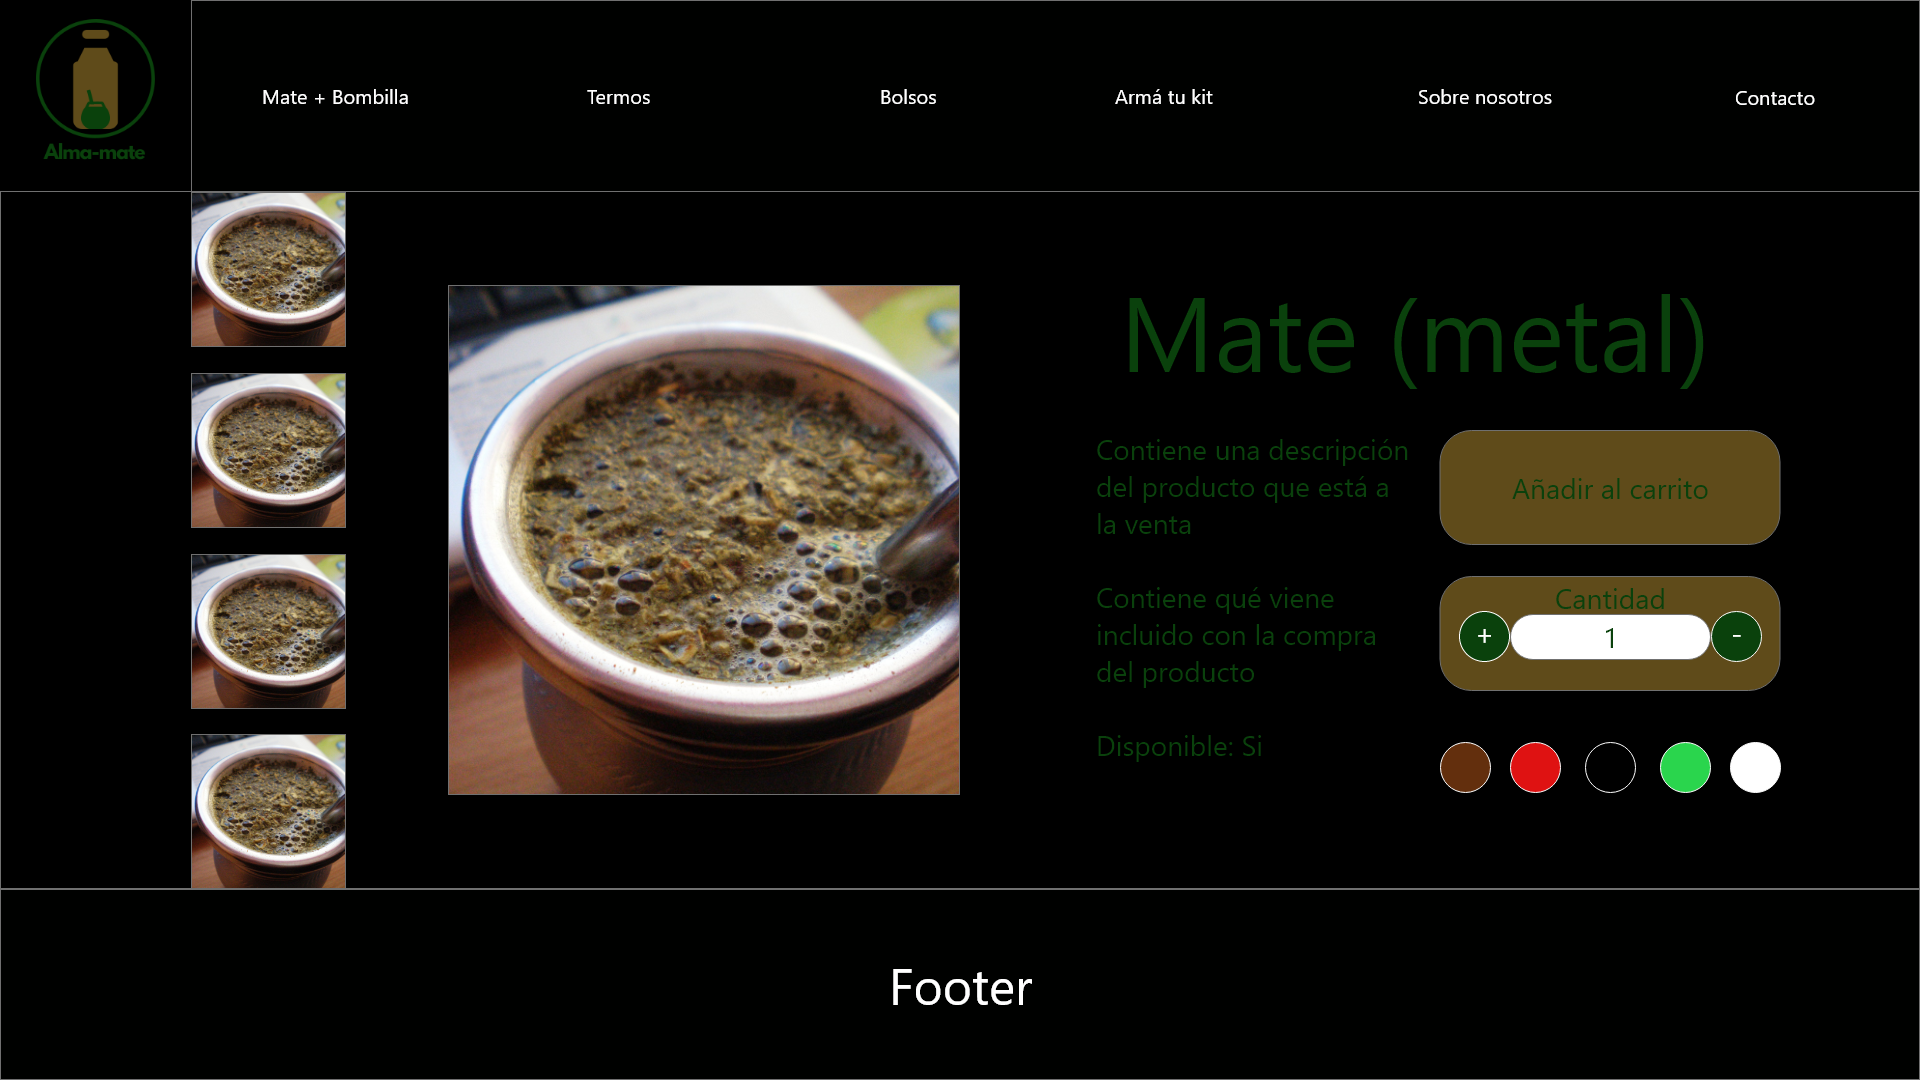 Alma-mate
Mate + Bombilla
Termos
Bolsos
Armá tu kit
Sobre nosotros
Contacto
Mate (metal)
Contiene una descripción
del producto que está a
la venta
Contiene qué viene
incluido con la compra
del producto
Disponible: Si
Añadir al carrito
Cantidad
+ 1 -
Footer